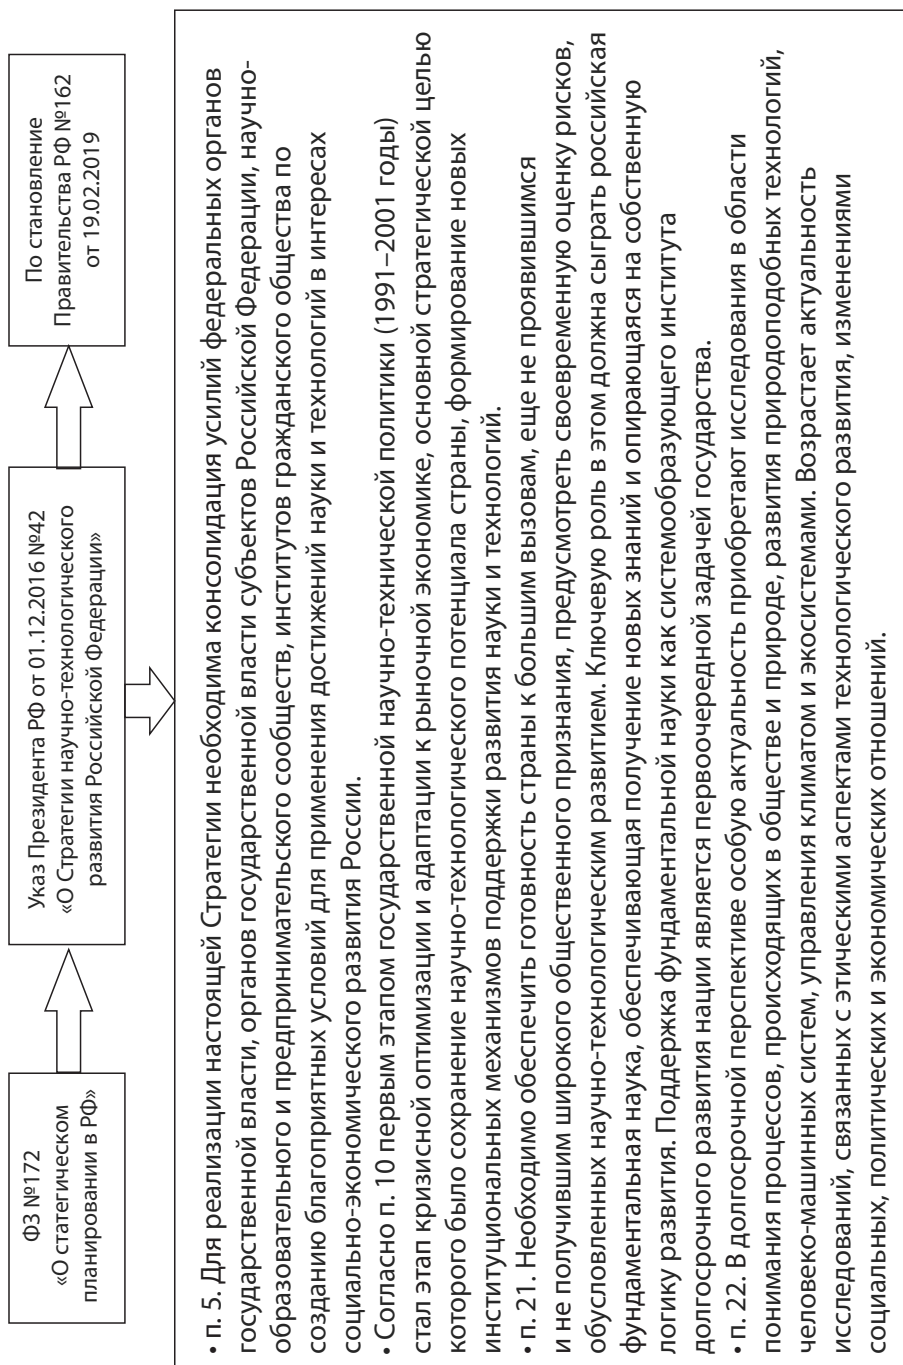 ФЗ №172
«О статегическом
планировании в РФ»
Указ Президента РФ от 01.12.2016 №42
«О Стратегии научно-технологического
развития Российской Федерации»
По становление
Правительства РФ №162
от 19.02.2019
• п. 5. Для реализации настоящей Стратегии необходима консолидация усилий федеральных органов
государственной власти, органов государственной власти субъектов Российской Федерации, научно-
образовательного и предпринимательского сообществ, институтов гражданского общества по
созданию благоприятных условий для применения достижений науки и технологий в интересах
социально-экономического развития России.
• Согласно п. 10 первым этапом государственной научно-технической политики (1991–2001 годы)
стал этап кризисной оптимизации и адаптации к рыночной экономике, основной стратегической целью
которого было сохранение научно-технологического потенциала страны, формирование новых
институциональных механизмов поддержки развития науки и технологий.
• п. 21. Необходимо обеспечить готовность страны к большим вызовам, еще не проявившимся
и не получившим широкого общественного признания, предусмотреть своевременную оценку рисков,
обусловленных научно-технологическим развитием. Ключевую роль в этом должна сыграть российская
фундаментальная наука, обеспечивающая получение новых знаний и опирающаяся на собственную
логику развития. Поддержка фундаментальной науки как системообразующего института
долгосрочного развития нации является первоочередной задачей государства.
• п. 22. В долгосрочной перспективе особую актуальность приобретают исследования в области
понимания процессов, происходящих в обществе и природе, развития природоподобных технологий,
человеко-машинных систем, управления климатом и экосистемами. Возрастает актуальность
исследований, связанных с этическими аспектами технологического развития, изменениями
социальных, политических и экономических отношений.